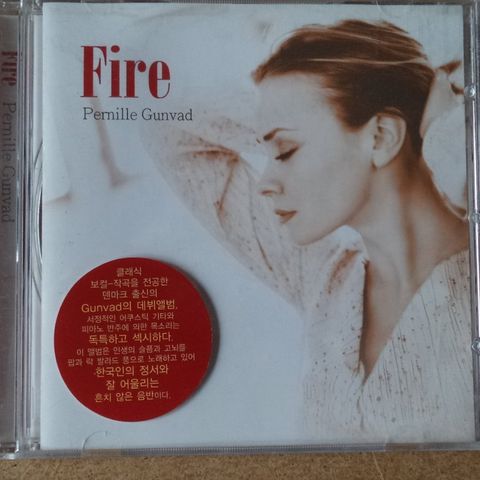 Fire
Pernille Gunvad
Fire Pernille Gunvad
클래식
보컬-작곡을 전공한
덴마크 출신의
Gunvad의 데뷔앨범.
서정적인 어쿠스틱 기타와
피아노 반주에 의한 목소리는
독특하고 섹시하다.
이 앨범은 인생의 슬픔과 고뇌를
팝과 락 발라드 풍으로 노래하고 있어
한국인의 정서와
잘 어울리는
흔치 않은 음반이다.